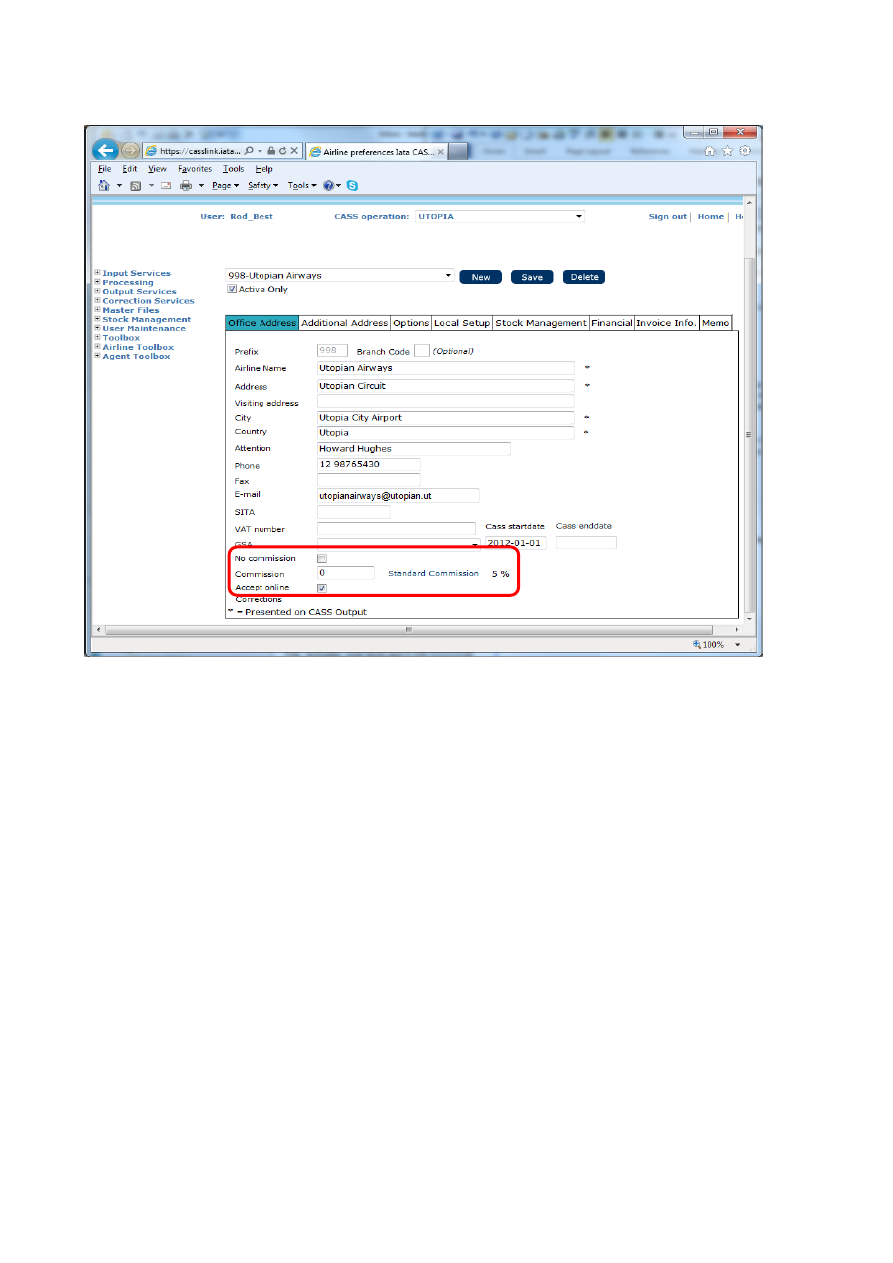 https://casslink.iata...
Airline preferences Iata CAS...
File Edit View Favorites Tools Help
Page Safety Tools
User: Rod_Best CASS operation: UTOPIA Sign out | Home |
Input Services
Processing
Output Services
Correction Services
Master Files
Stock Management
User Maintenance
Toolbox
Airline Toolbox
Agent Toolbox
998-Utopian Airways New Save Delete
Active Only
Office Address Additional Address Options Local Setup Stock Management Financial Invoice Info. Memo
Prefix 998 Branch Code (Optional)
Airline Name Utopian Airways *
Address Utopian Circuit *
Visiting address
City Utopia City Airport *
Country Utopia *
Attention Howard Hughes
Phone 12 98765430
Fax
E-mail utopianairways@utopian.ut
SITA
VAT number Cass startdate Cass enddate
GSA 2012-01-01
No commission
Commission 0 Standard Commission 5 %
Accept online
Corrections
* = Presented on CASS Output
100%